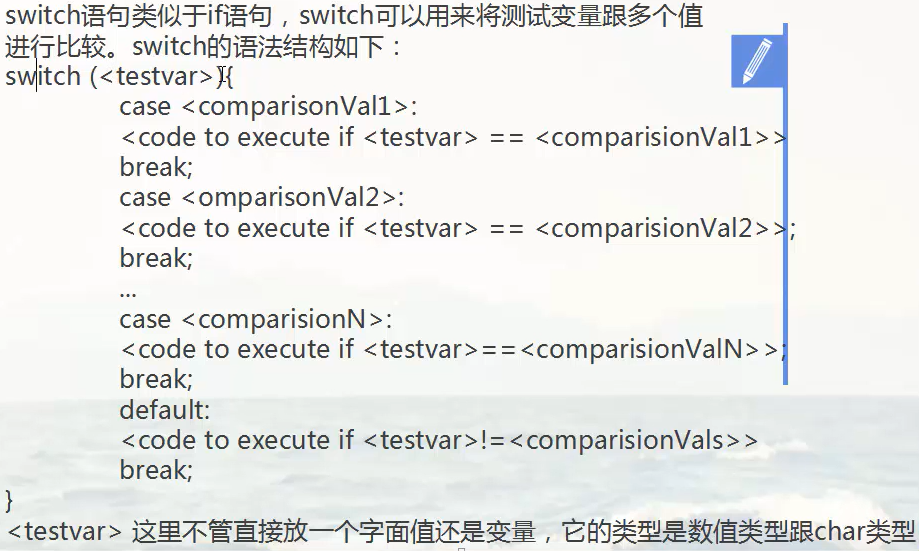 switch语句类似于if语句，switch可以用来将测试变量跟多个值
进行比较。switch的语法结构如下：
switch (<testvar>){
case <comparisonVal1>:
<code to execute if <testvar> == <comparisionVal1>>
break;
case <omparisonVal2>:
<code to execute if <testvar> == <comparisionVal2>>;
break;
...
case <comparisionN>:
<code to execute if <testvar>==<comparisionValN>>;
break;
default:
<code to execute if <testvar>!=<comparisionVals>>
break;
}
<testvar> 这里不管直接放一个字面值还是变量，它的类型是数值类型跟char类型